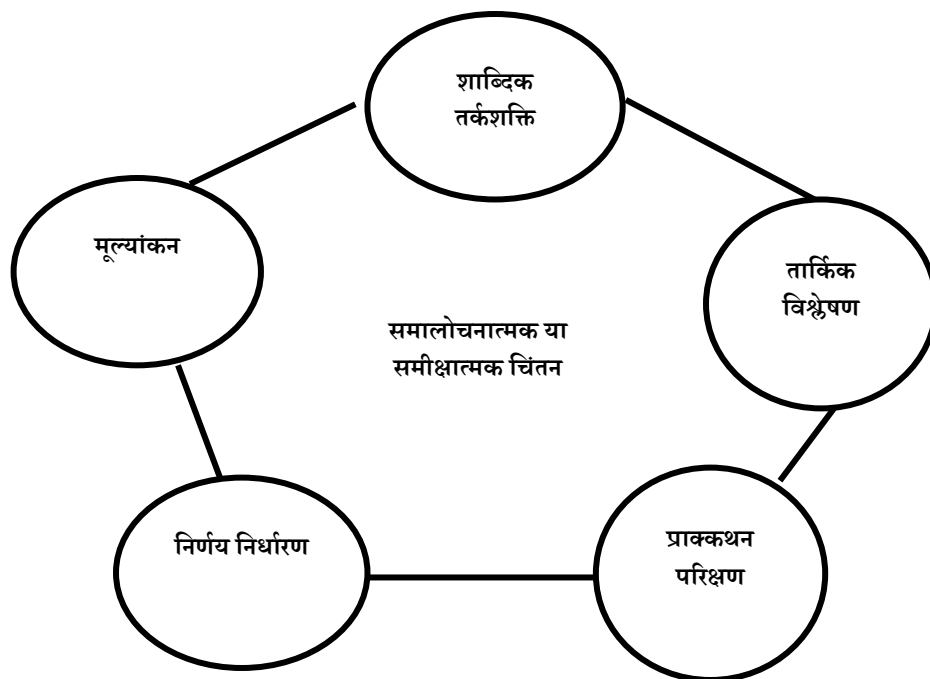 शाब्दिक
तर्कशक्ति
मूल्यांकन
तार्किक
विश्लेषण
समालोचनात्मक या
समीक्षात्मक चिंतन
निर्णय निर्धारण
प्राक्कथन
परिक्षण